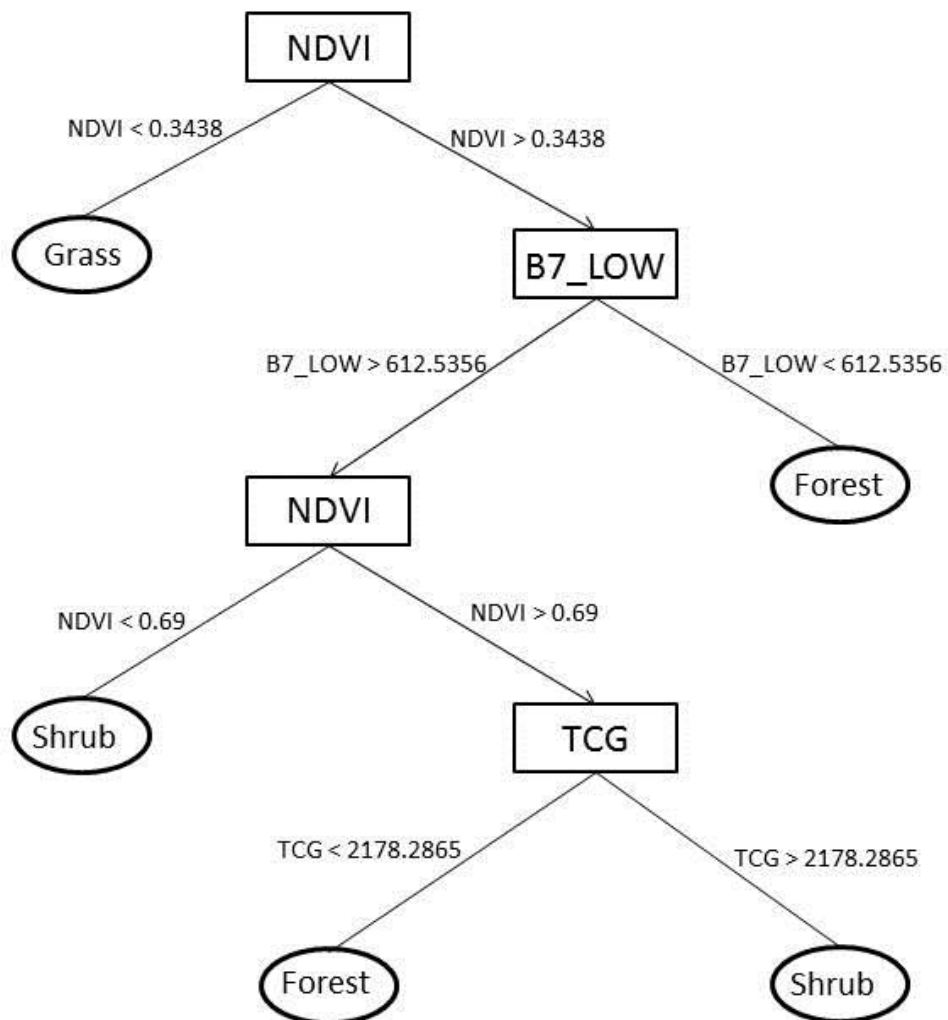 NDVI
NDVI < 0.3438
NDVI > 0.3438
Grass
B7_LOW
B7_LOW > 612.5356
B7_LOW < 612.5356
NDVI
Forest
NDVI < 0.69
NDVI > 0.69
Shrub
TCG
TCG < 2178.2865
TCG > 2178.2865
Forest
Shrub